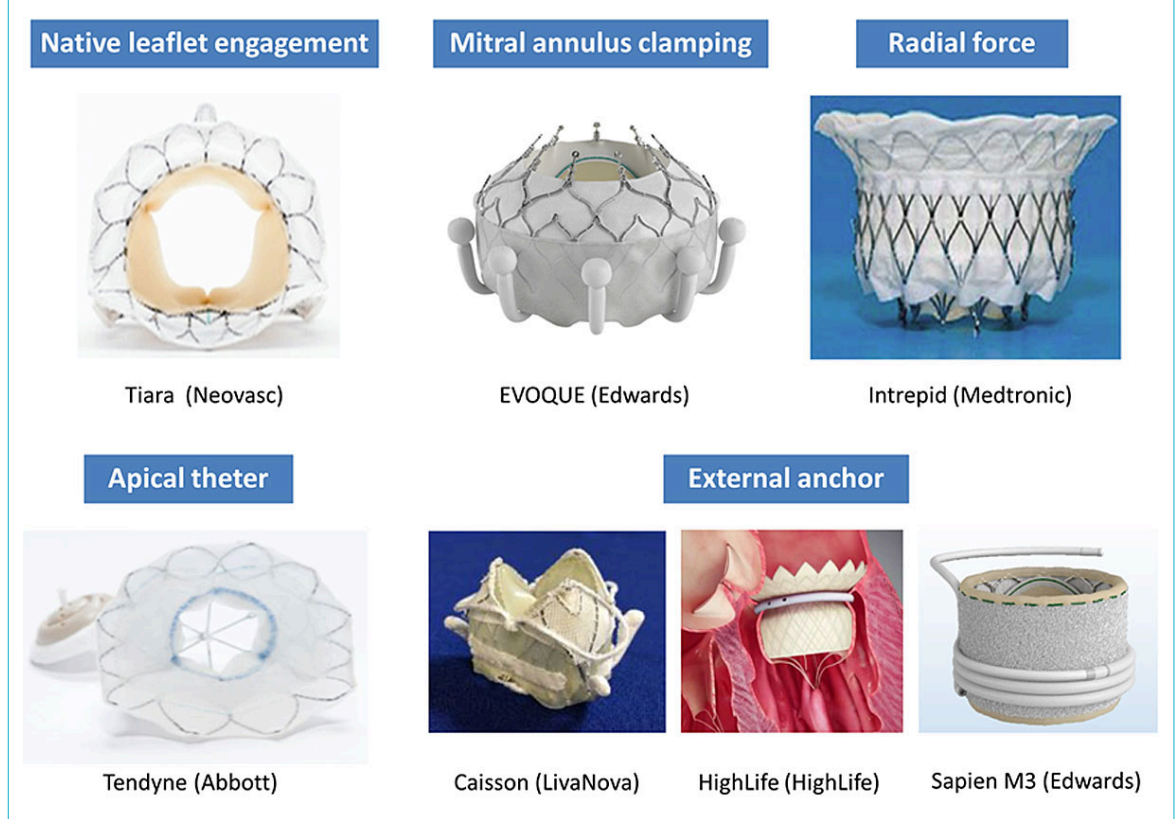 Native leaflet engagement
Mitral annulus clamping
Radial force
Tiara (Neovasc)
EVOQUE (Edwards)
Intrepid (Medtronic)
Apical theter
External anchor
Tendyne (Abbott)
Caisson (LivaNova)
HighLife (HighLife)
Sapien M3 (Edwards)